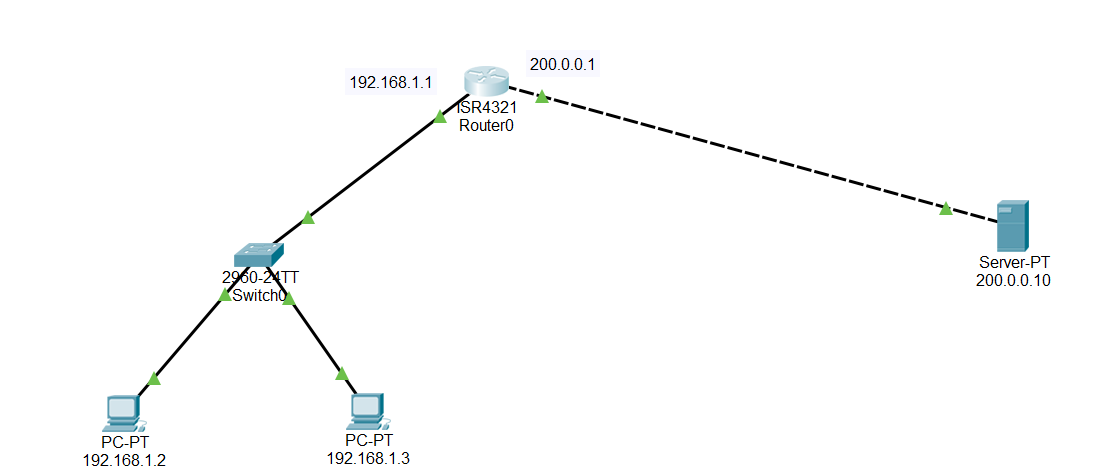 200.0.0.1
192.168.1.1
ISR4321
Router0
Server-PT
200.0.0.10
2960-24TT
Switch0
PC-PT
192.168.1.2
PC-PT
192.168.1.3